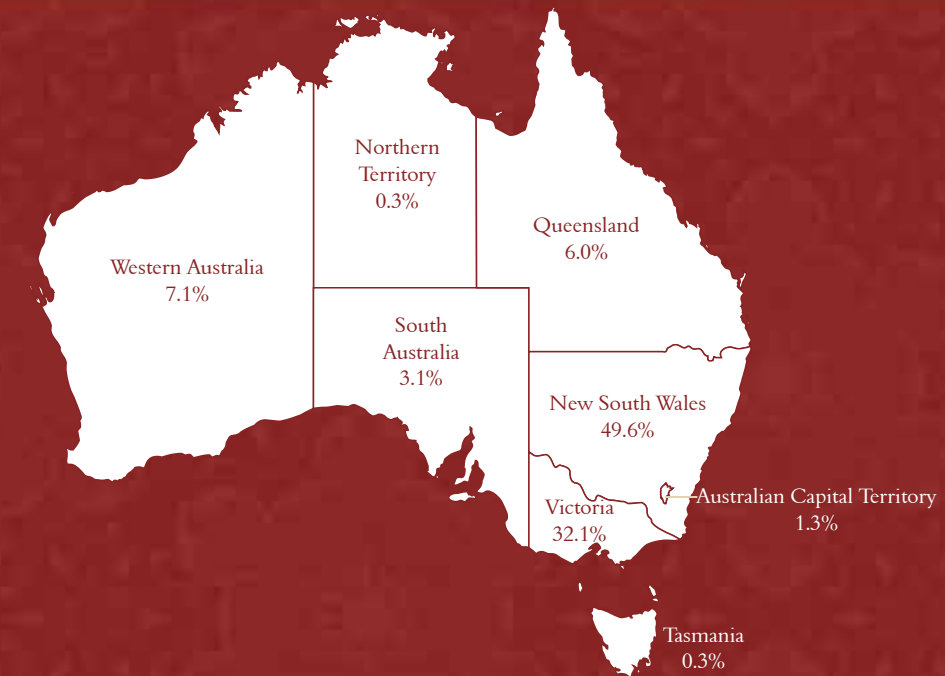 Northern
Territory
0.3%
Queensland
6.0%
Western Australia
7.1%
South
Australia
3.1%
New South Wales
49.6%
Australian Capital Territory
1.3%
Victoria
32.1%
Tasmania
0.3%